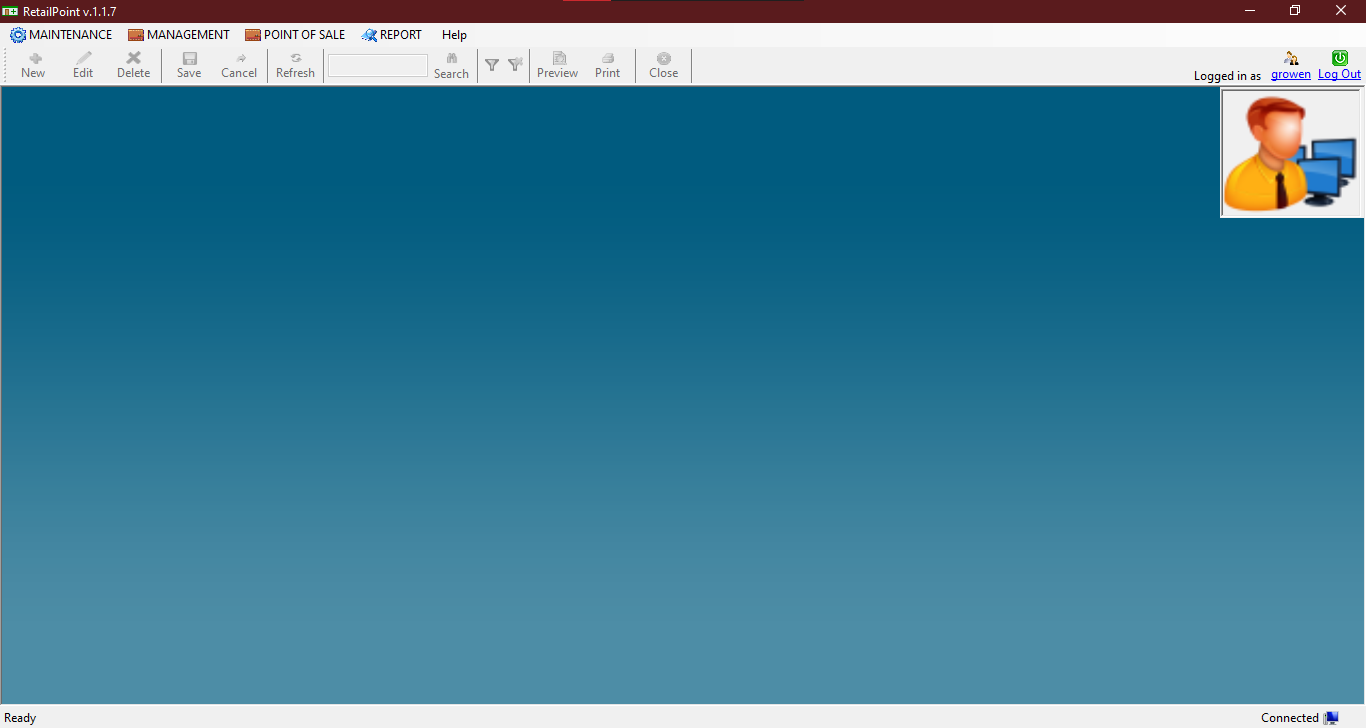 RetailPoint v.1.1.7
MAINTENANCE MANAGEMENT POINT OF SALE REPORT Help
New Edit Delete Save Cancel Refresh Search Preview Print Close Logged in as growen Log Out
Ready Connected